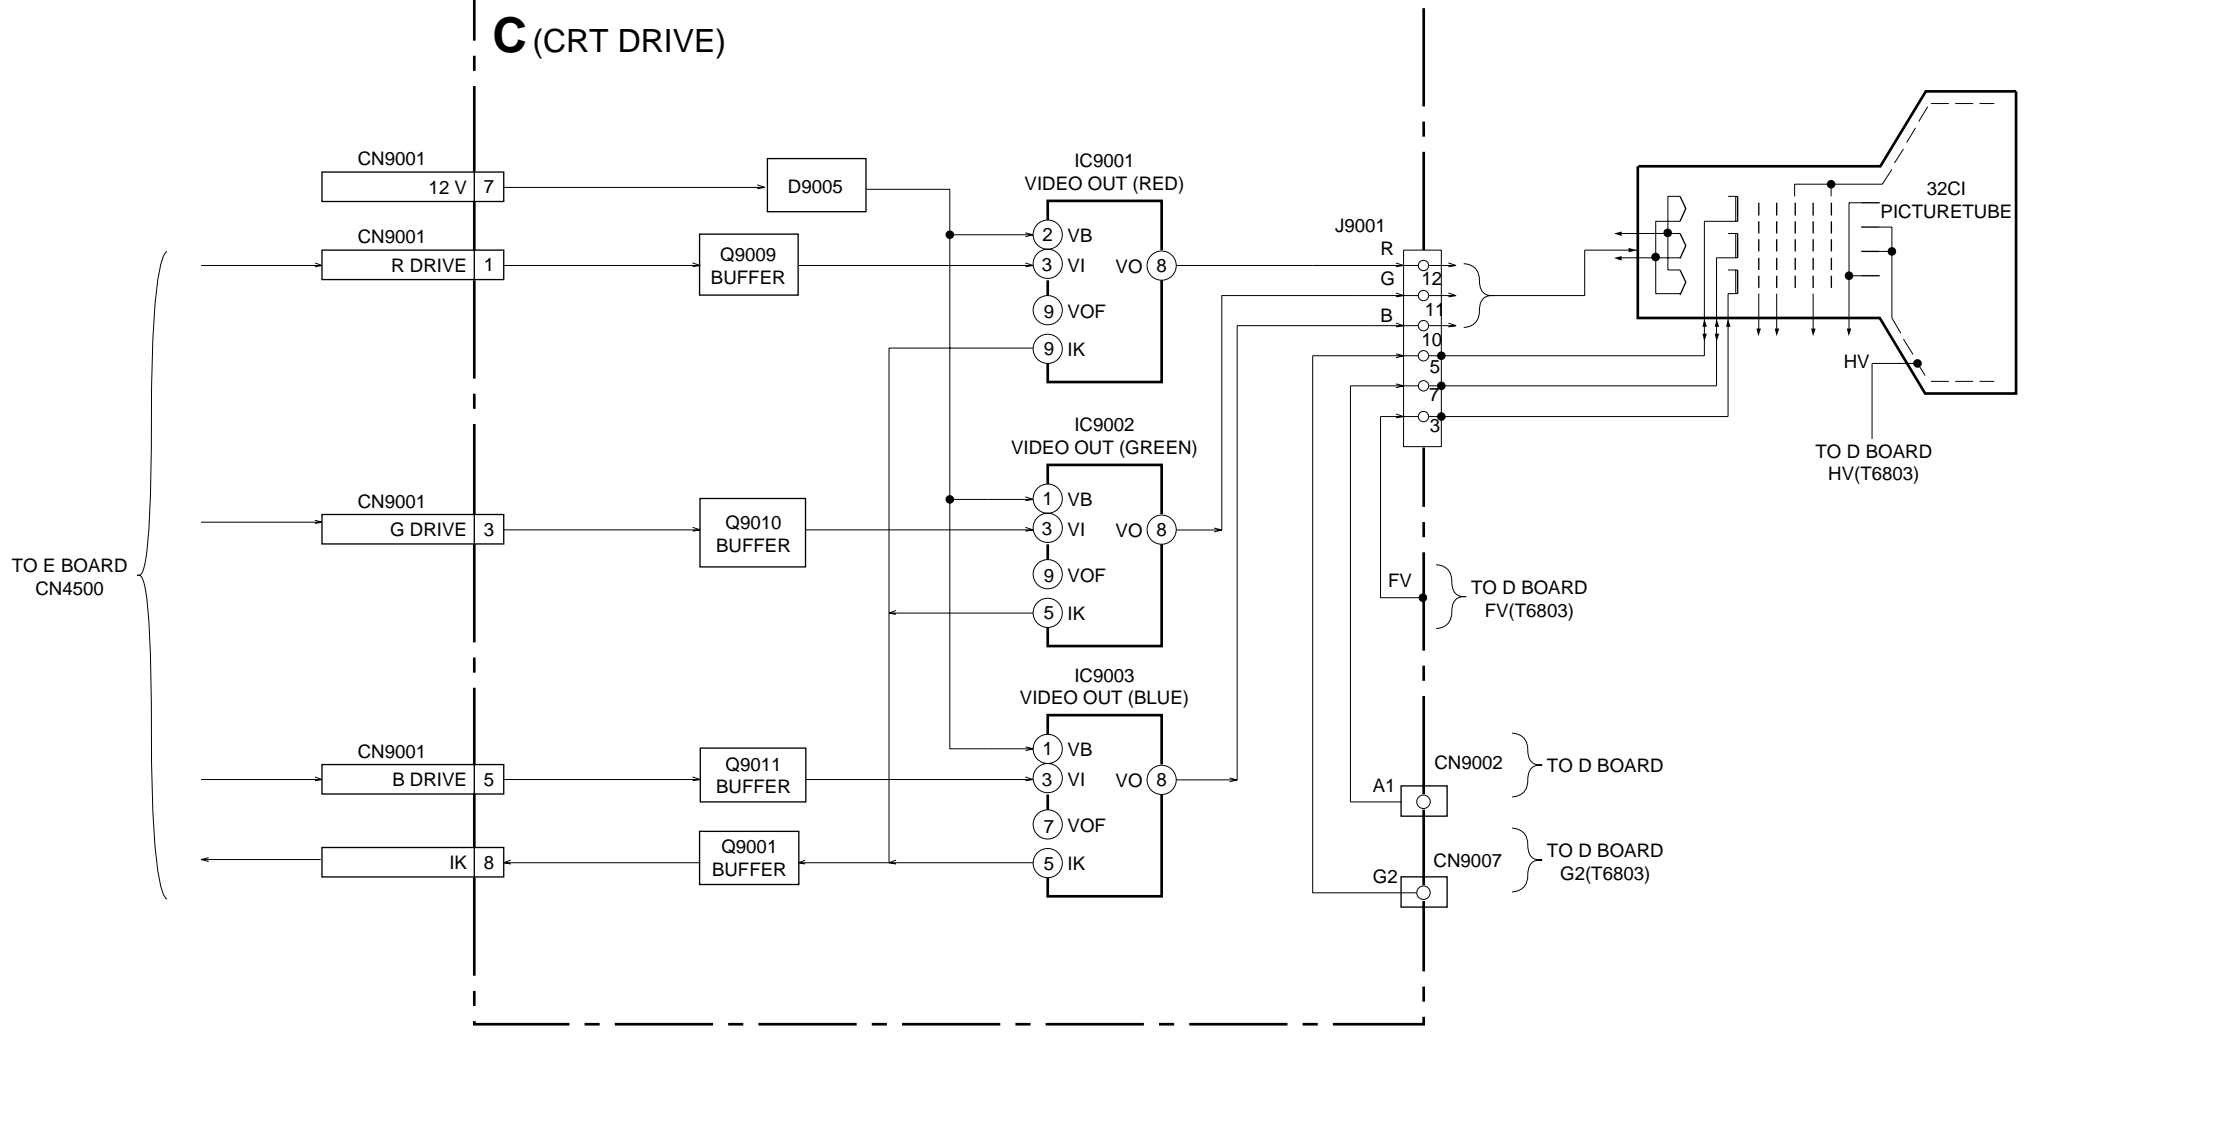 C (CRT DRIVE)
CN9001
12 V 7
D9005
CN9001
R DRIVE 1
Q9009
BUFFER
IC9001
VIDEO OUT (RED)
2 VB
3 VI
VO 8
9 VOF
9 IK
J9001
R
12
G
11
B
10
5
7
3
32CI
PICTURETUBE
HV
TO D BOARD
HV(T6803)
TO E BOARD
CN4500
CN9001
G DRIVE 3
Q9010
BUFFER
IC9002
VIDEO OUT (GREEN)
1 VB
3 VI
VO 8
9 VOF
5 IK
FV
TO D BOARD
FV(T6803)
CN9001
B DRIVE 5
Q9011
BUFFER
IC9003
VIDEO OUT (BLUE)
1 VB
3 VI
VO 8
7 VOF
5 IK
IK 8
Q9001
BUFFER
A1
CN9002
TO D BOARD
G2
CN9007
TO D BOARD
G2(T6803)